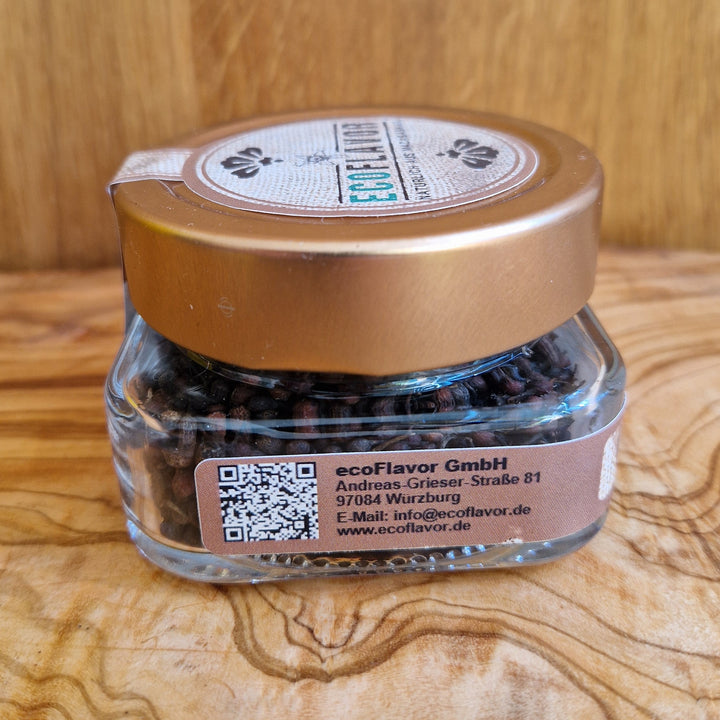 ECOFLAVOR
ecoFlavor GmbH
Andreas-Grieser-Straße 81
97084 Würzburg
E-Mail: info@ecoflavor.de
www.ecoflavor.de